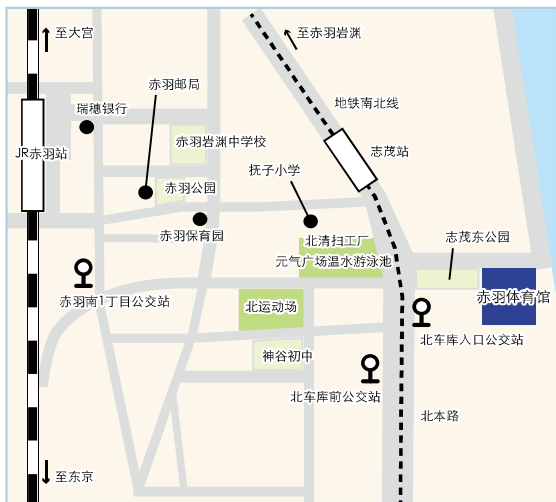 至大宫
至赤羽岩渊
赤羽邮局
瑞穗银行
地铁南北线
赤羽岩渊中学校
JR赤羽站
志茂站
抚子小学
赤羽公园
赤羽保育园
北清扫工厂
志茂东公园
元气广场温水游泳池
赤羽南1丁目公交站
赤羽体育馆
北运动场
北车库入口公交站
神谷初中
北车库前公交站
北本路
至东京